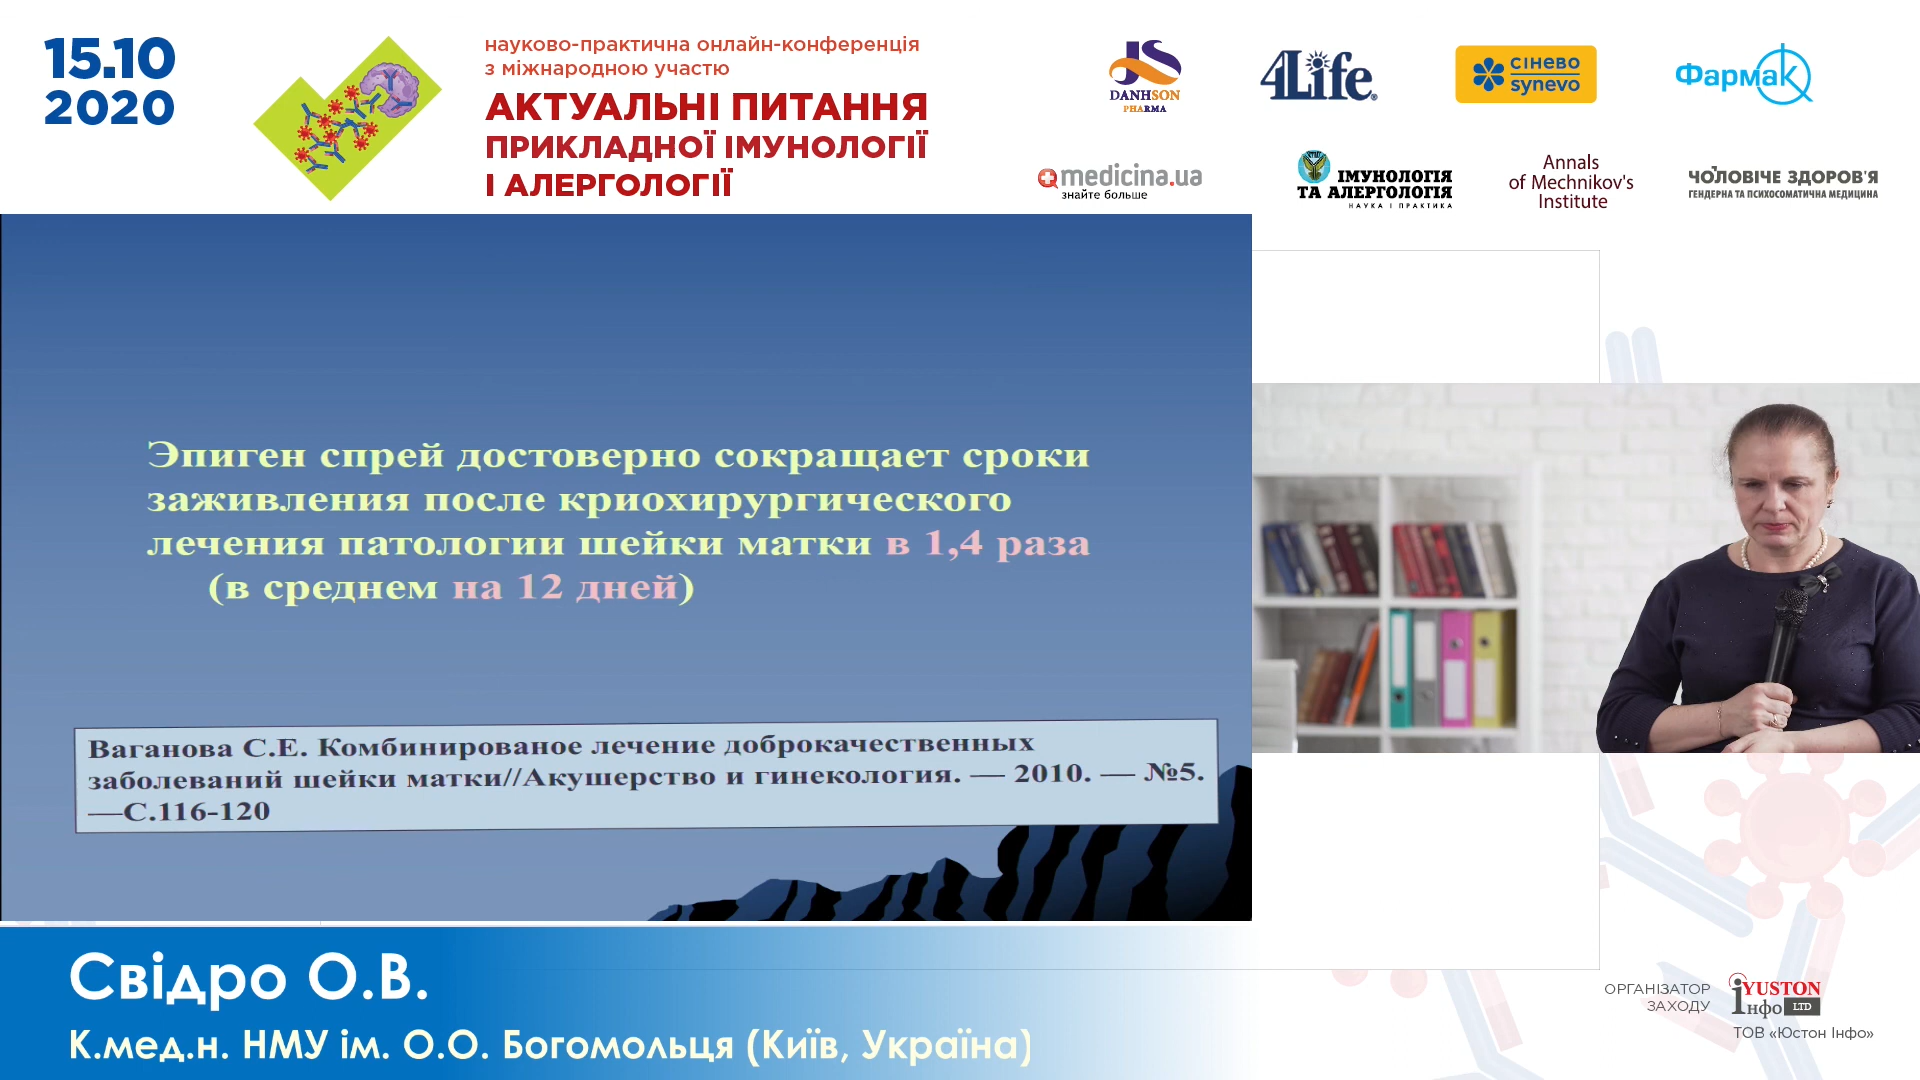 15.10
2020
науково-практична онлайн-конференція
з міжнародною участю
АКТУАЛЬНІ ПИТАННЯ
ПРИКЛАДНОЇ ІМУНОЛОГІЇ
І АЛЕРГОЛОГІЇ
DANHSON
PHARMA
4Life®
СІНЕВО
synevo
ФармаК
medicina.ua
знайте больше
ІМУНОЛОГІЯ
ТА АЛЕРГОЛОГІЯ
НАУКА І ПРАКТИКА
Annals
of Mechnikov's
Institute
ЧОЛОВІЧЕ ЗДОРОВ'Я
ГЕНДЕРНА ТА ПСИХОСОМАТИЧНА МЕДИЦИНА
Эпиген спрей достоверно сокращает сроки
заживления после криохирургического
лечения патологии шейки матки в 1,4 раза
(в среднем на 12 дней)
Ваганова С.Е. Комбинированое лечение доброкачественных
заболеваний шейки матки//Акушерство и гинекология. — 2010. — №5.
—С.116-120
Свідро О.В.
К.мед.н. НМУ ім. О.О. Богомольця (Київ, Україна)
ОРГАНІЗАТОР
ЗАХОДУ
YUSTON
Інфо LTD
ТОВ «Юстон Інфо»